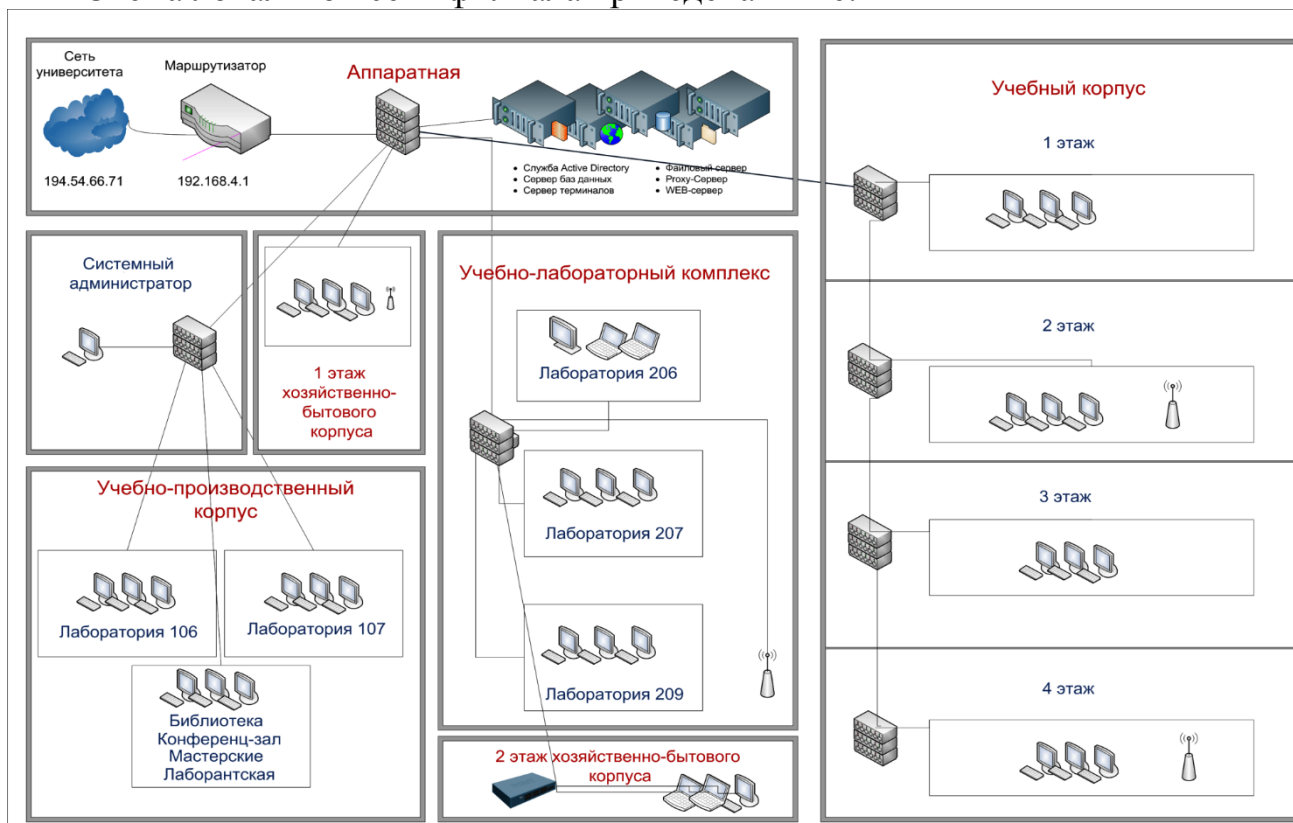 Сеть
университета
Маршрутизатор
Аппаратная
194.54.66.71
192.168.4.1
• Служба Active Directory
• Сервер баз данных
• Сервер терминалов
• Файловый сервер
• Proxy-Сервер
• WEB-сервер
Учебный корпус
1 этаж
2 этаж
3 этаж
4 этаж
Системный
администратор
1 этаж
хозяйственно-
бытового
корпуса
Учебно-лабораторный комплекс
Лаборатория 206
Лаборатория 207
Лаборатория 209
Учебно-производственный
корпус
Лаборатория 106
Лаборатория 107
Библиотека
Конференц-зал
Мастерские
Лаборантская
2 этаж хозяйственно-бытового
корпуса